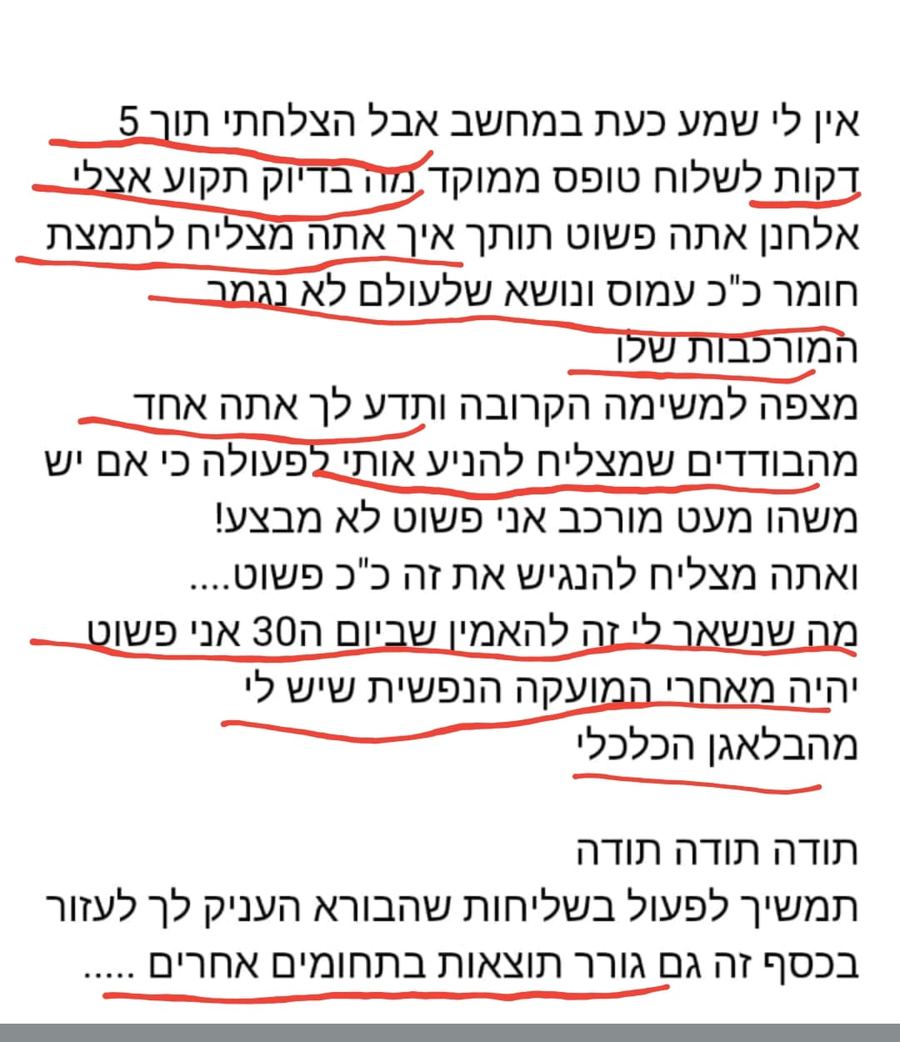 אין לי שמע כעת במחשב אבל הצלחתי תוך 5
דקות לשלוח טופס ממוקד מה בדיוק תקוע אצלי
אלחנן אתה פשוט תותך איך אתה מצליח לתמצת
חומר כ"כ עמוס ונושא שלעולם לא נגמר
המורכבות שלו
מצפה למשימה הקרובה ותדע לך אתה אחד
מהבודדים שמצליח להניע אותי לפעולה כי אם יש
משהו מעט מורכב אני פשוט לא מבצע!
ואתה מצליח להנגיש את זה כ"כ פשוט....
מה שנשאר לי זה להאמין שביום ה30 אני פשוט
יהיה מאחרי המועקה הנפשית שיש לי
מהבלאגן הכלכלי
תודה תודה תודה
תמשיך לפעול בשליחות שהבורא העניק לך לעזור
בכסף זה גם גורר תוצאות בתחומים אחרים .....